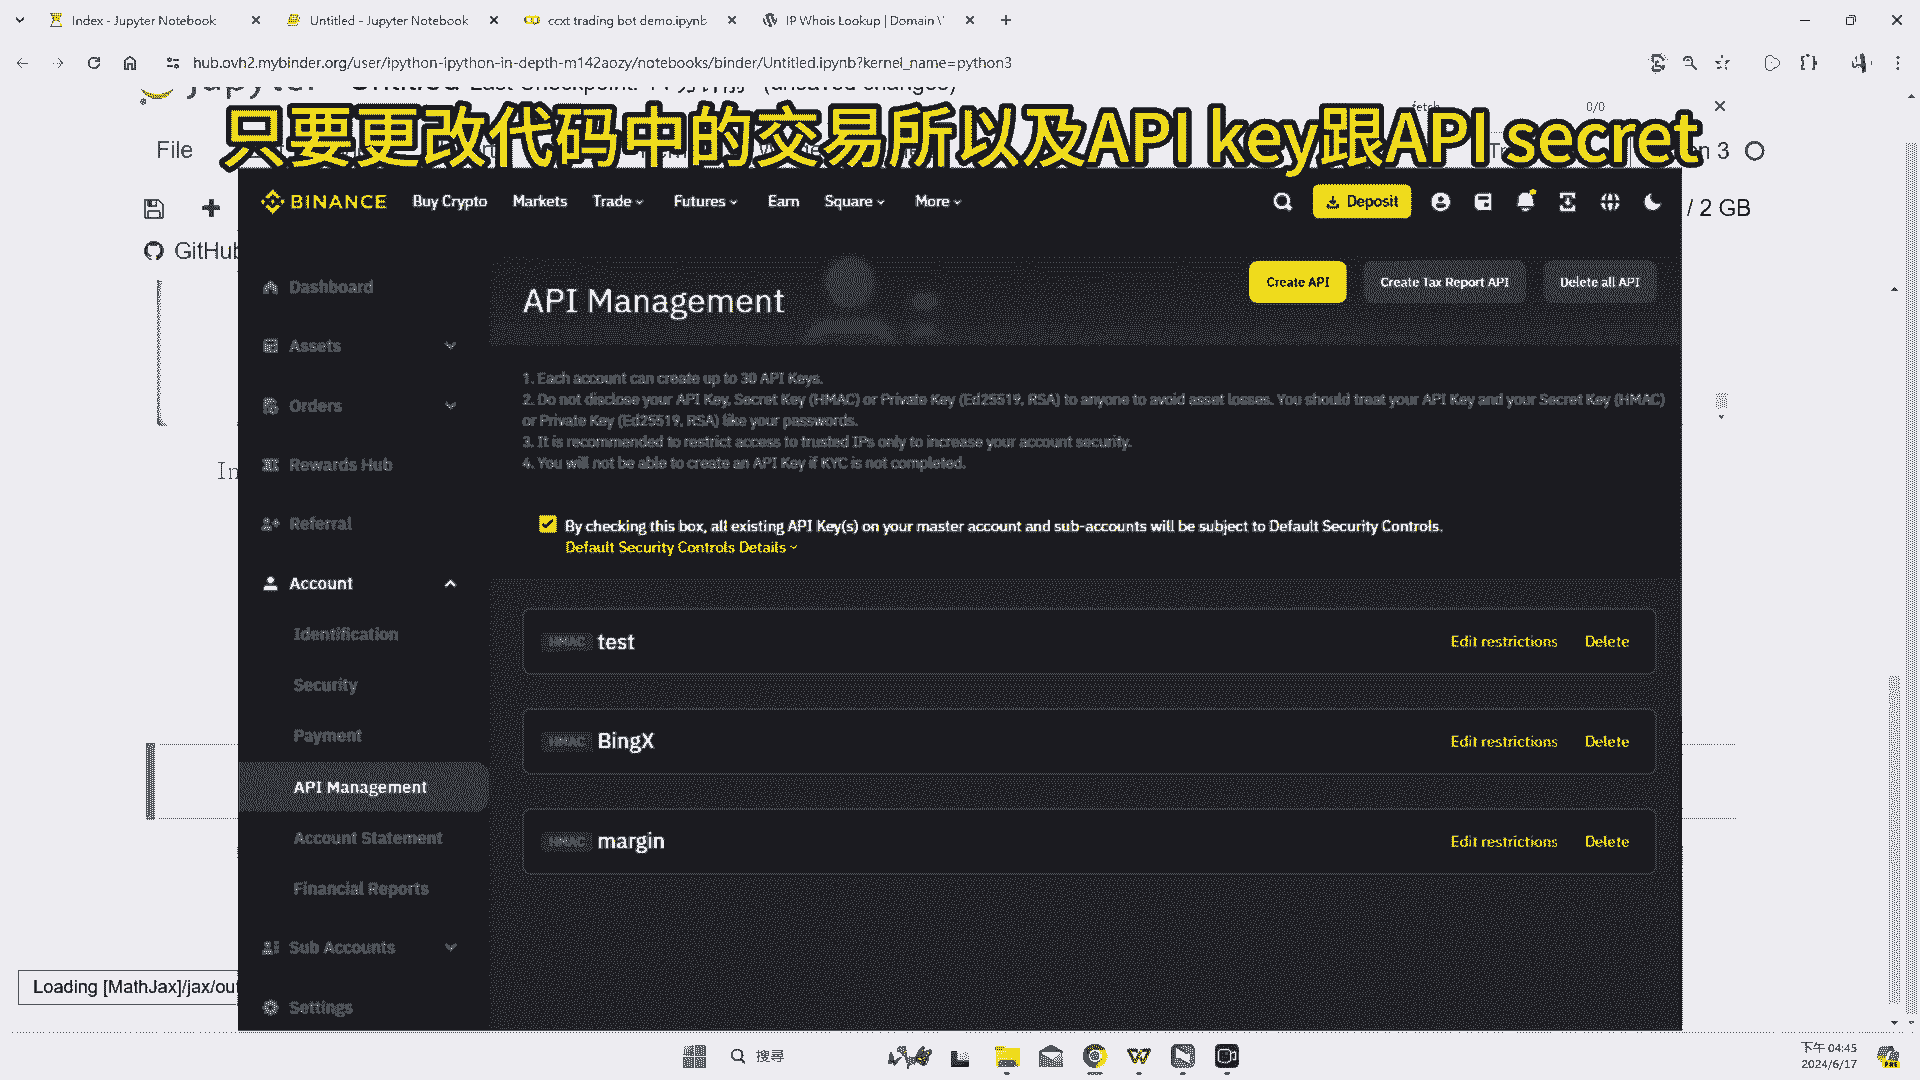 Index - Jupyter Notebook
Untitled - Jupyter Notebook
ccxt trading bot demo.ipynb
IP Whois Lookup | Domain \'
hub.ovh2.mybinder.org/user/ipython-ipython-in-depth-m142aozy/notebooks/binder/Untitled.ipynb?kernel_name=python3
fetch
0/0
只要更改代码中的交易所以及API key跟API secret
File
n 3
/ 2 GB
GitHub
BINANCE
Buy Crypto
Markets
Trade
Futures
Earn
Square
More
Deposit
Dashboard
Assets
Orders
Rewards Hub
Referral
Account
Identification
Security
Payment
API Management
Account Statement
Financial Reports
Sub Accounts
Settings
API Management
Create API
Create Tax Report API
Delete all API
1. Each account can create up to 30 API Keys.
2. Do not disclose your API Key, Secret Key (HMAC) or Private Key (Ed25519, RSA) to anyone to avoid asset losses. You should treat your API Key and your Secret Key (HMAC)
or Private Key (Ed25519, RSA) like your passwords.
3. It is recommended to restrict access to trusted IPs only to increase your account security.
4. You will not be able to create an API Key if KYC is not completed.
By checking this box, all existing API Key(s) on your master account and sub-accounts will be subject to Default Security Controls.
Default Security Controls Details
HMAC test
Edit restrictions
Delete
HMAC BingX
Edit restrictions
Delete
HMAC margin
Edit restrictions
Delete
In
Loading [MathJax]/jax/out
搜尋
下午 04:45
2024/6/17